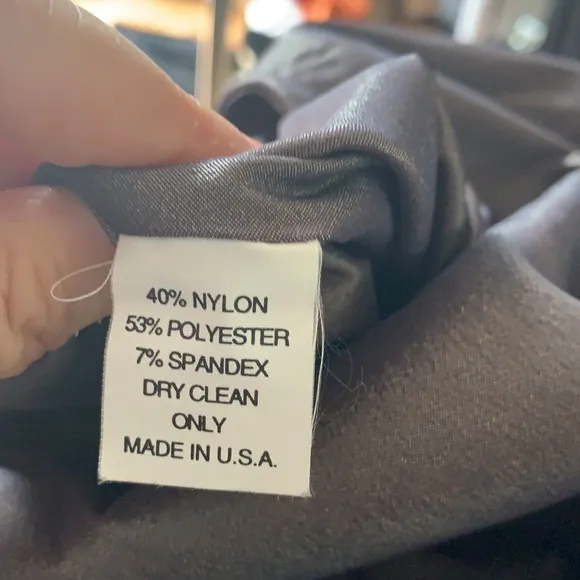 40% NYLON
53% POLYESTER
7% SPANDEX
DRY CLEAN
ONLY
MADE IN U.S.A.